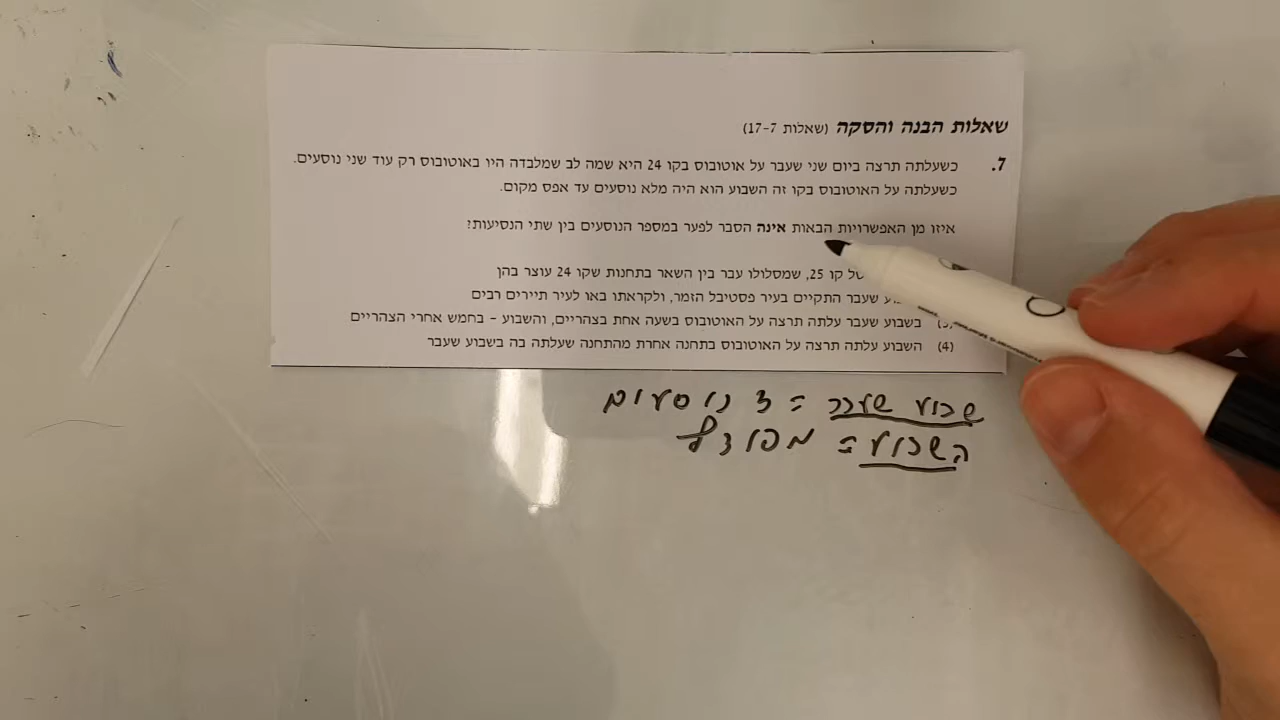 שאלות הבנה והסקה (שאלות 7–17)
7. כשעלתה תרצה ביום שני שעבר על אוטובוס בקו 24 היא שמה לב שמלבדה היו באוטובוס רק עוד שני נוסעים.
כשעלתה על האוטובוס בקו זה השבוע הוא היה מלא נוסעים עד אפס מקום.
איזו מן האפשרויות הבאות אינה הסבר לפער במספר הנוסעים בין שתי הנסיעות?
של קו 25, שמסלולו עבר בין השאר בתחנות שקו 24 עוצר בהן
שעבר התקיים בעיר פסטיבל הזמר, ולקראתו באו לעיר תיירים רבים
(3) בשבוע שעבר עלתה תרצה על האוטובוס בשעה אחת בצהריים, והשבוע – בחמש אחרי הצהריים
(4) השבוע עלתה תרצה על האוטובוס בתחנה אחרת מהתחנה שעלתה בה בשבוע שעבר
שבוע שעבר = 3 נוסעים
השבוע = מפוצץ